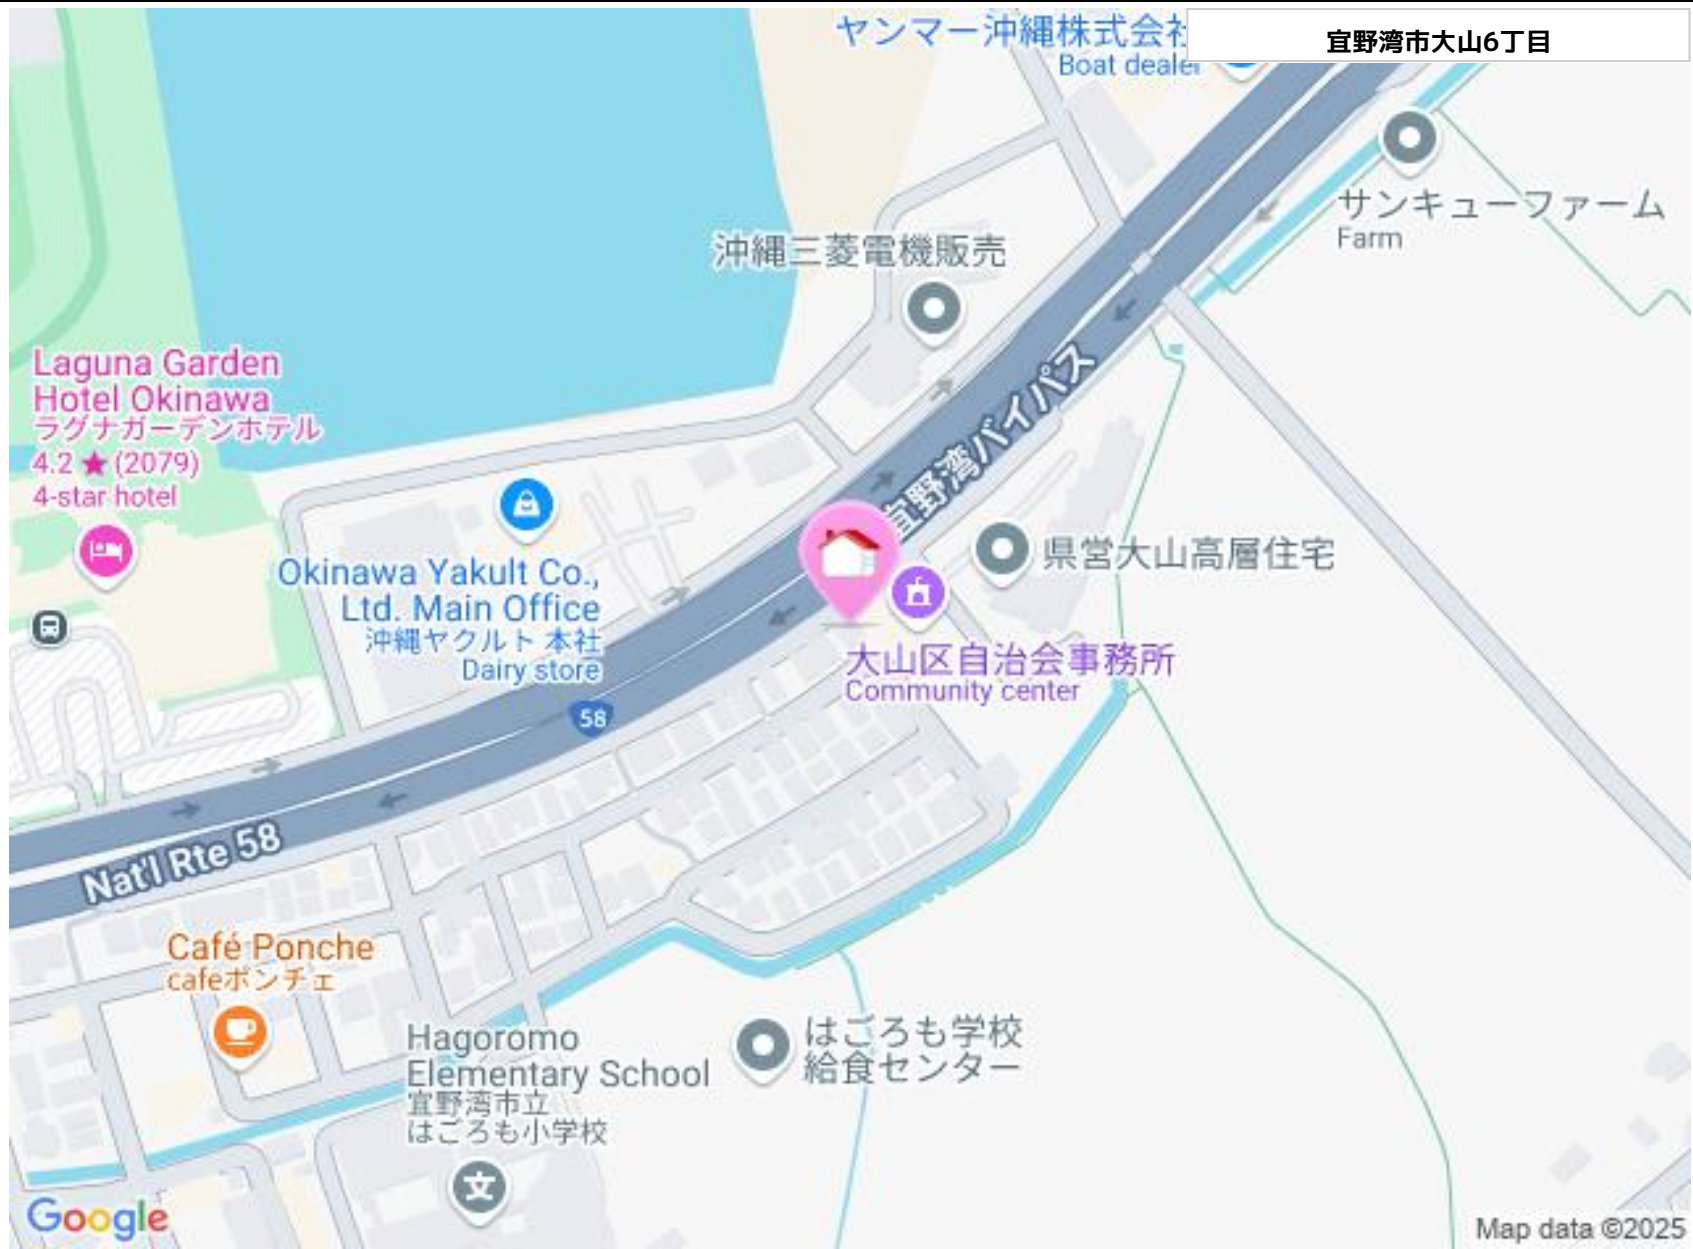 ヤンマー沖縄株式会社
Boat dealer
宜野湾市大山6丁目
サンキューファーム
Farm
沖縄三菱電機販売
宜野湾バイパス
Laguna Garden
Hotel Okinawa
ラグナガーデンホテル
4.2 ★ (2079)
4-star hotel
県営大山高層住宅
Okinawa Yakult Co.,
Ltd. Main Office
沖縄ヤクルト 本社
Dairy store
大山区自治会事務所
Community center
58
Nat'l Rte 58
Café Ponche
cafeポンチェ
Hagoromo
Elementary School
宜野湾市立
はごろも小学校
文
はごろも学校
給食センター
Google
Map data ©2025